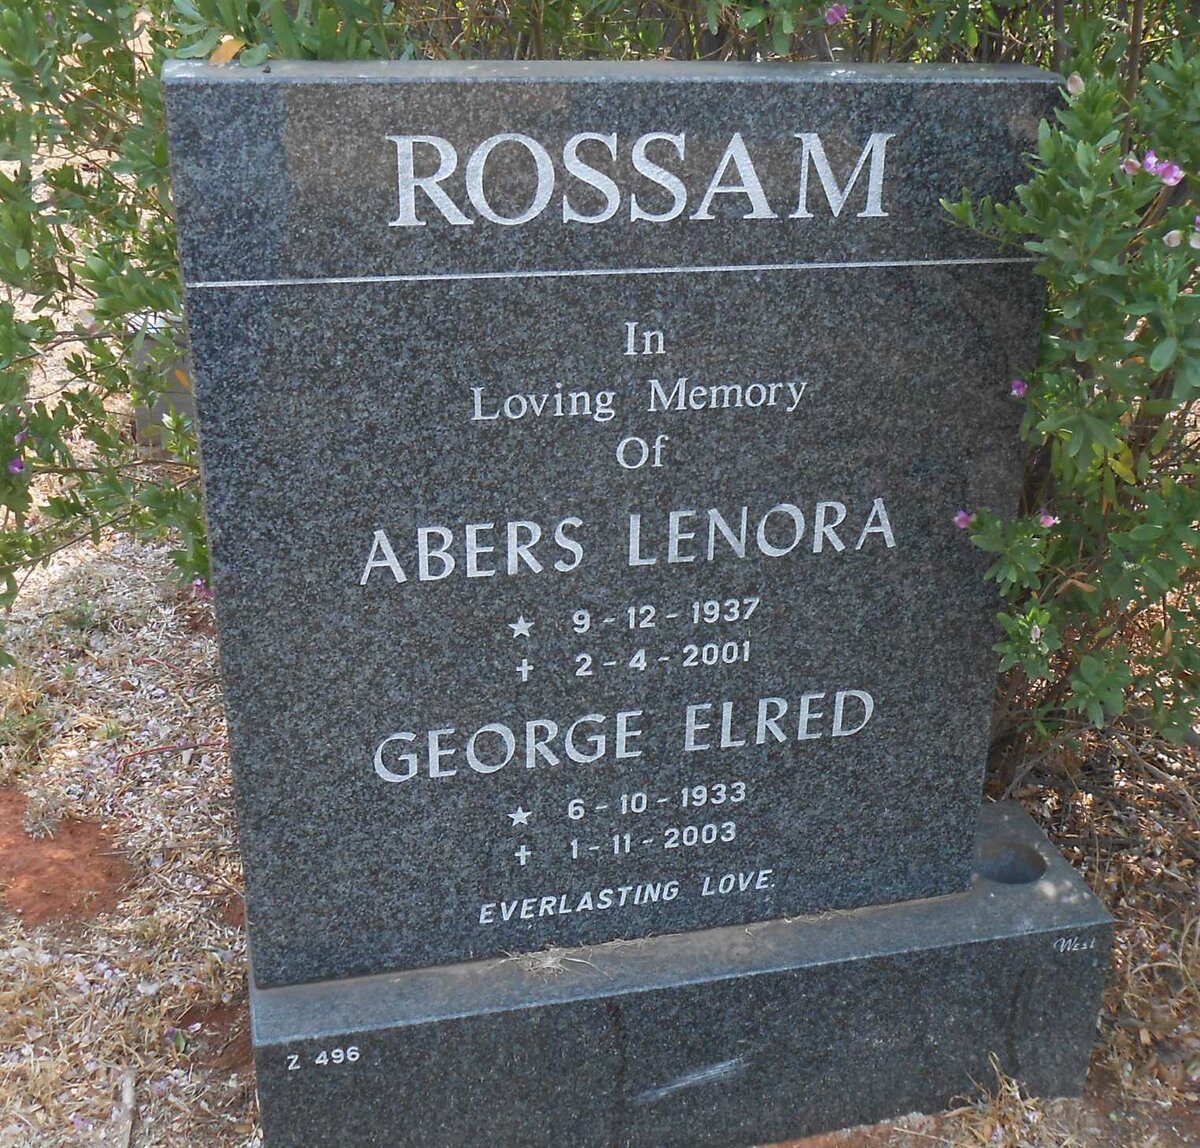 ROSSAM
In
Loving Memory
Of
ABERS LENORA
★ 9-12-1937
✝ 2-4-2001
GEORGE ELRED
★ 6-10-1933
✝ 1-11-2003
EVERLASTING LOVE.
West
Z 496